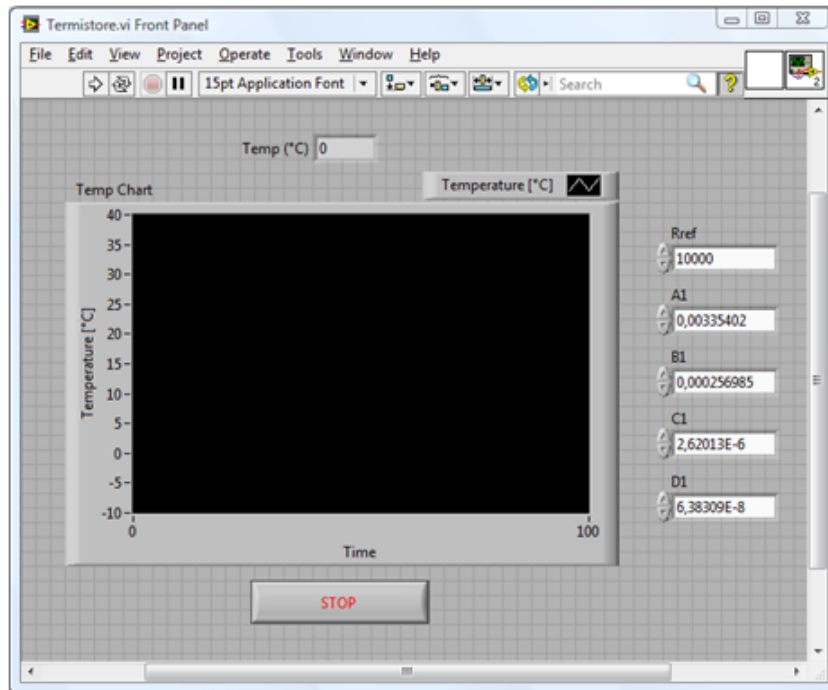 Termistore.vi Front Panel
File Edit View Project Operate Tools Window Help
15pt Application Font Search ? 2
Temp (°C) 0
Temp Chart
Temperature [°C]
40
35
30
25
20
15
10
5
0
-5
-10
Temperature [°C]
0 100
Time
Rref
10000
A1
0,00335402
B1
0,000256985
C1
2,62013E-6
D1
6,38309E-8
STOP